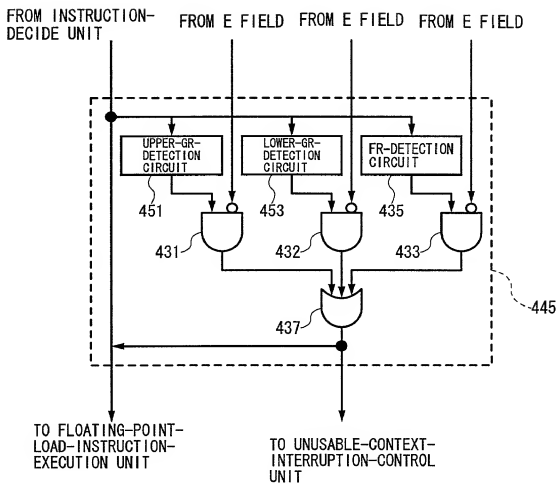 FROM INSTRUCTION-
DECIDE UNIT
FROM E FIELD
FROM E FIELD
FROM E FIELD
UPPER-GR-
DETECTION
CIRCUIT
LOWER-GR-
DETECTION
CIRCUIT
FR-DETECTION
CIRCUIT
451
453
435
431
432
433
437
445
TO FLOATING-POINT-
LOAD-INSTRUCTION-
EXECUTION UNIT
TO UNUSABLE-CONTEXT-
INTERRUPTION-CONTROL
UNIT